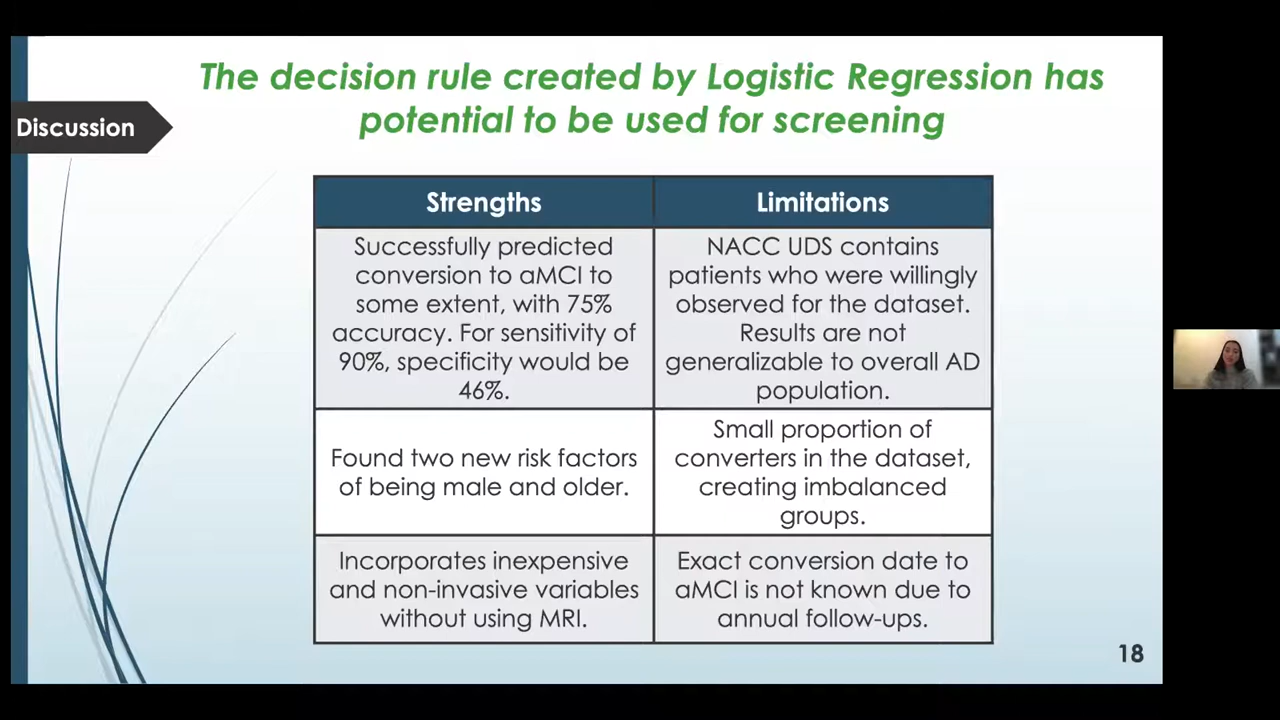 The decision rule created by Logistic Regression has
potential to be used for screening
Discussion
Strengths
Limitations
Successfully predicted
conversion to aMCI to
some extent, with 75%
accuracy. For sensitivity of
90%, specificity would be
46%.
NACC UDS contains
patients who were willingly
observed for the dataset.
Results are not
generalizable to overall AD
population.
Found two new risk factors
of being male and older.
Small proportion of
converters in the dataset,
creating imbalanced
groups.
Incorporates inexpensive
and non-invasive variables
without using MRI.
Exact conversion date to
aMCI is not known due to
annual follow-ups.
18